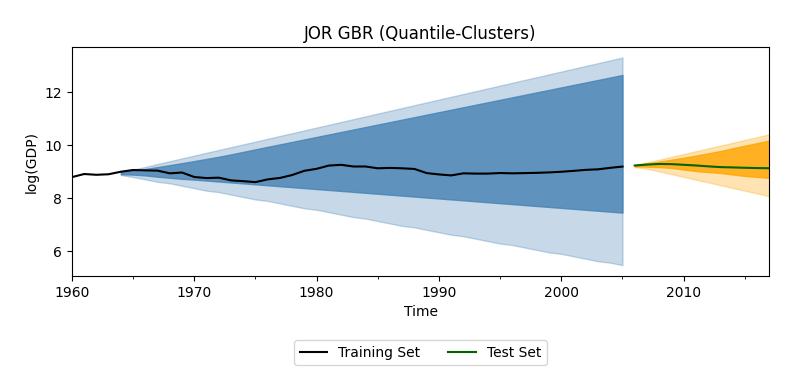 JOR GBR (Quantile-Clusters)
log(GDP)
12
10
8
6
1960 1970 1980 1990 2000 2010
Time
Training Set Test Set